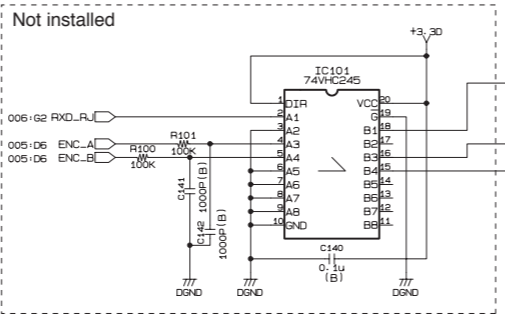 Not installed
+3.3D
IC101
74VHC245
1 DIR VCC 20
006:G2 RXD_RJ 2 A1 G 19
3 A2 B1 18
005:D6 ENC_A R101 100K 4 A3 B2 17
005:D6 ENC_B R100 100K 5 A4 B3 16
6 A5 B4 15
7 A6 B5 14
8 A7 B6 13
9 A8 B7 12
10 GND B8 11
C141 1000P(B)
C142 1000P(B)
C140
0.1u
(B)
DGND DGND DGND